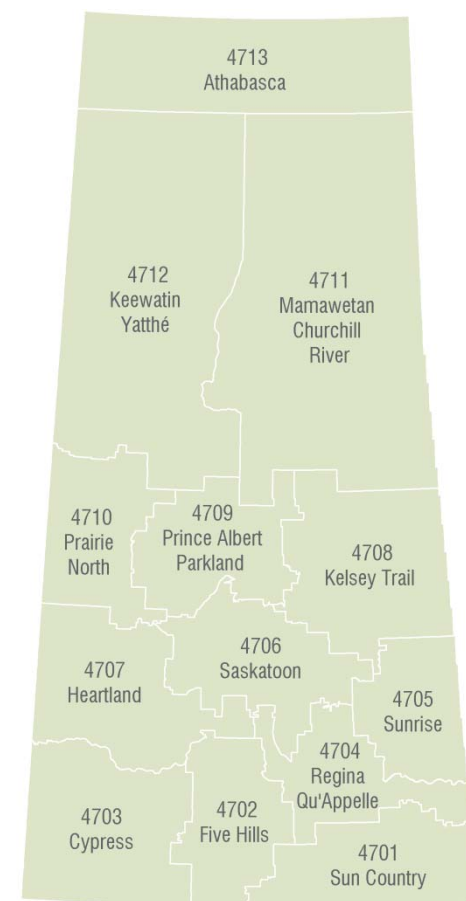 4713
Athabasca
4712
Keewatin
Yatthé
4711
Mamawetan
Churchill
River
4710
Prairie
North
4709
Prince Albert
Parkland
4708
Kelsey Trail
4707
Heartland
4706
Saskatoon
4705
Sunrise
4704
Regina
Qu'Appelle
4703
Cypress
4702
Five Hills
4701
Sun Country